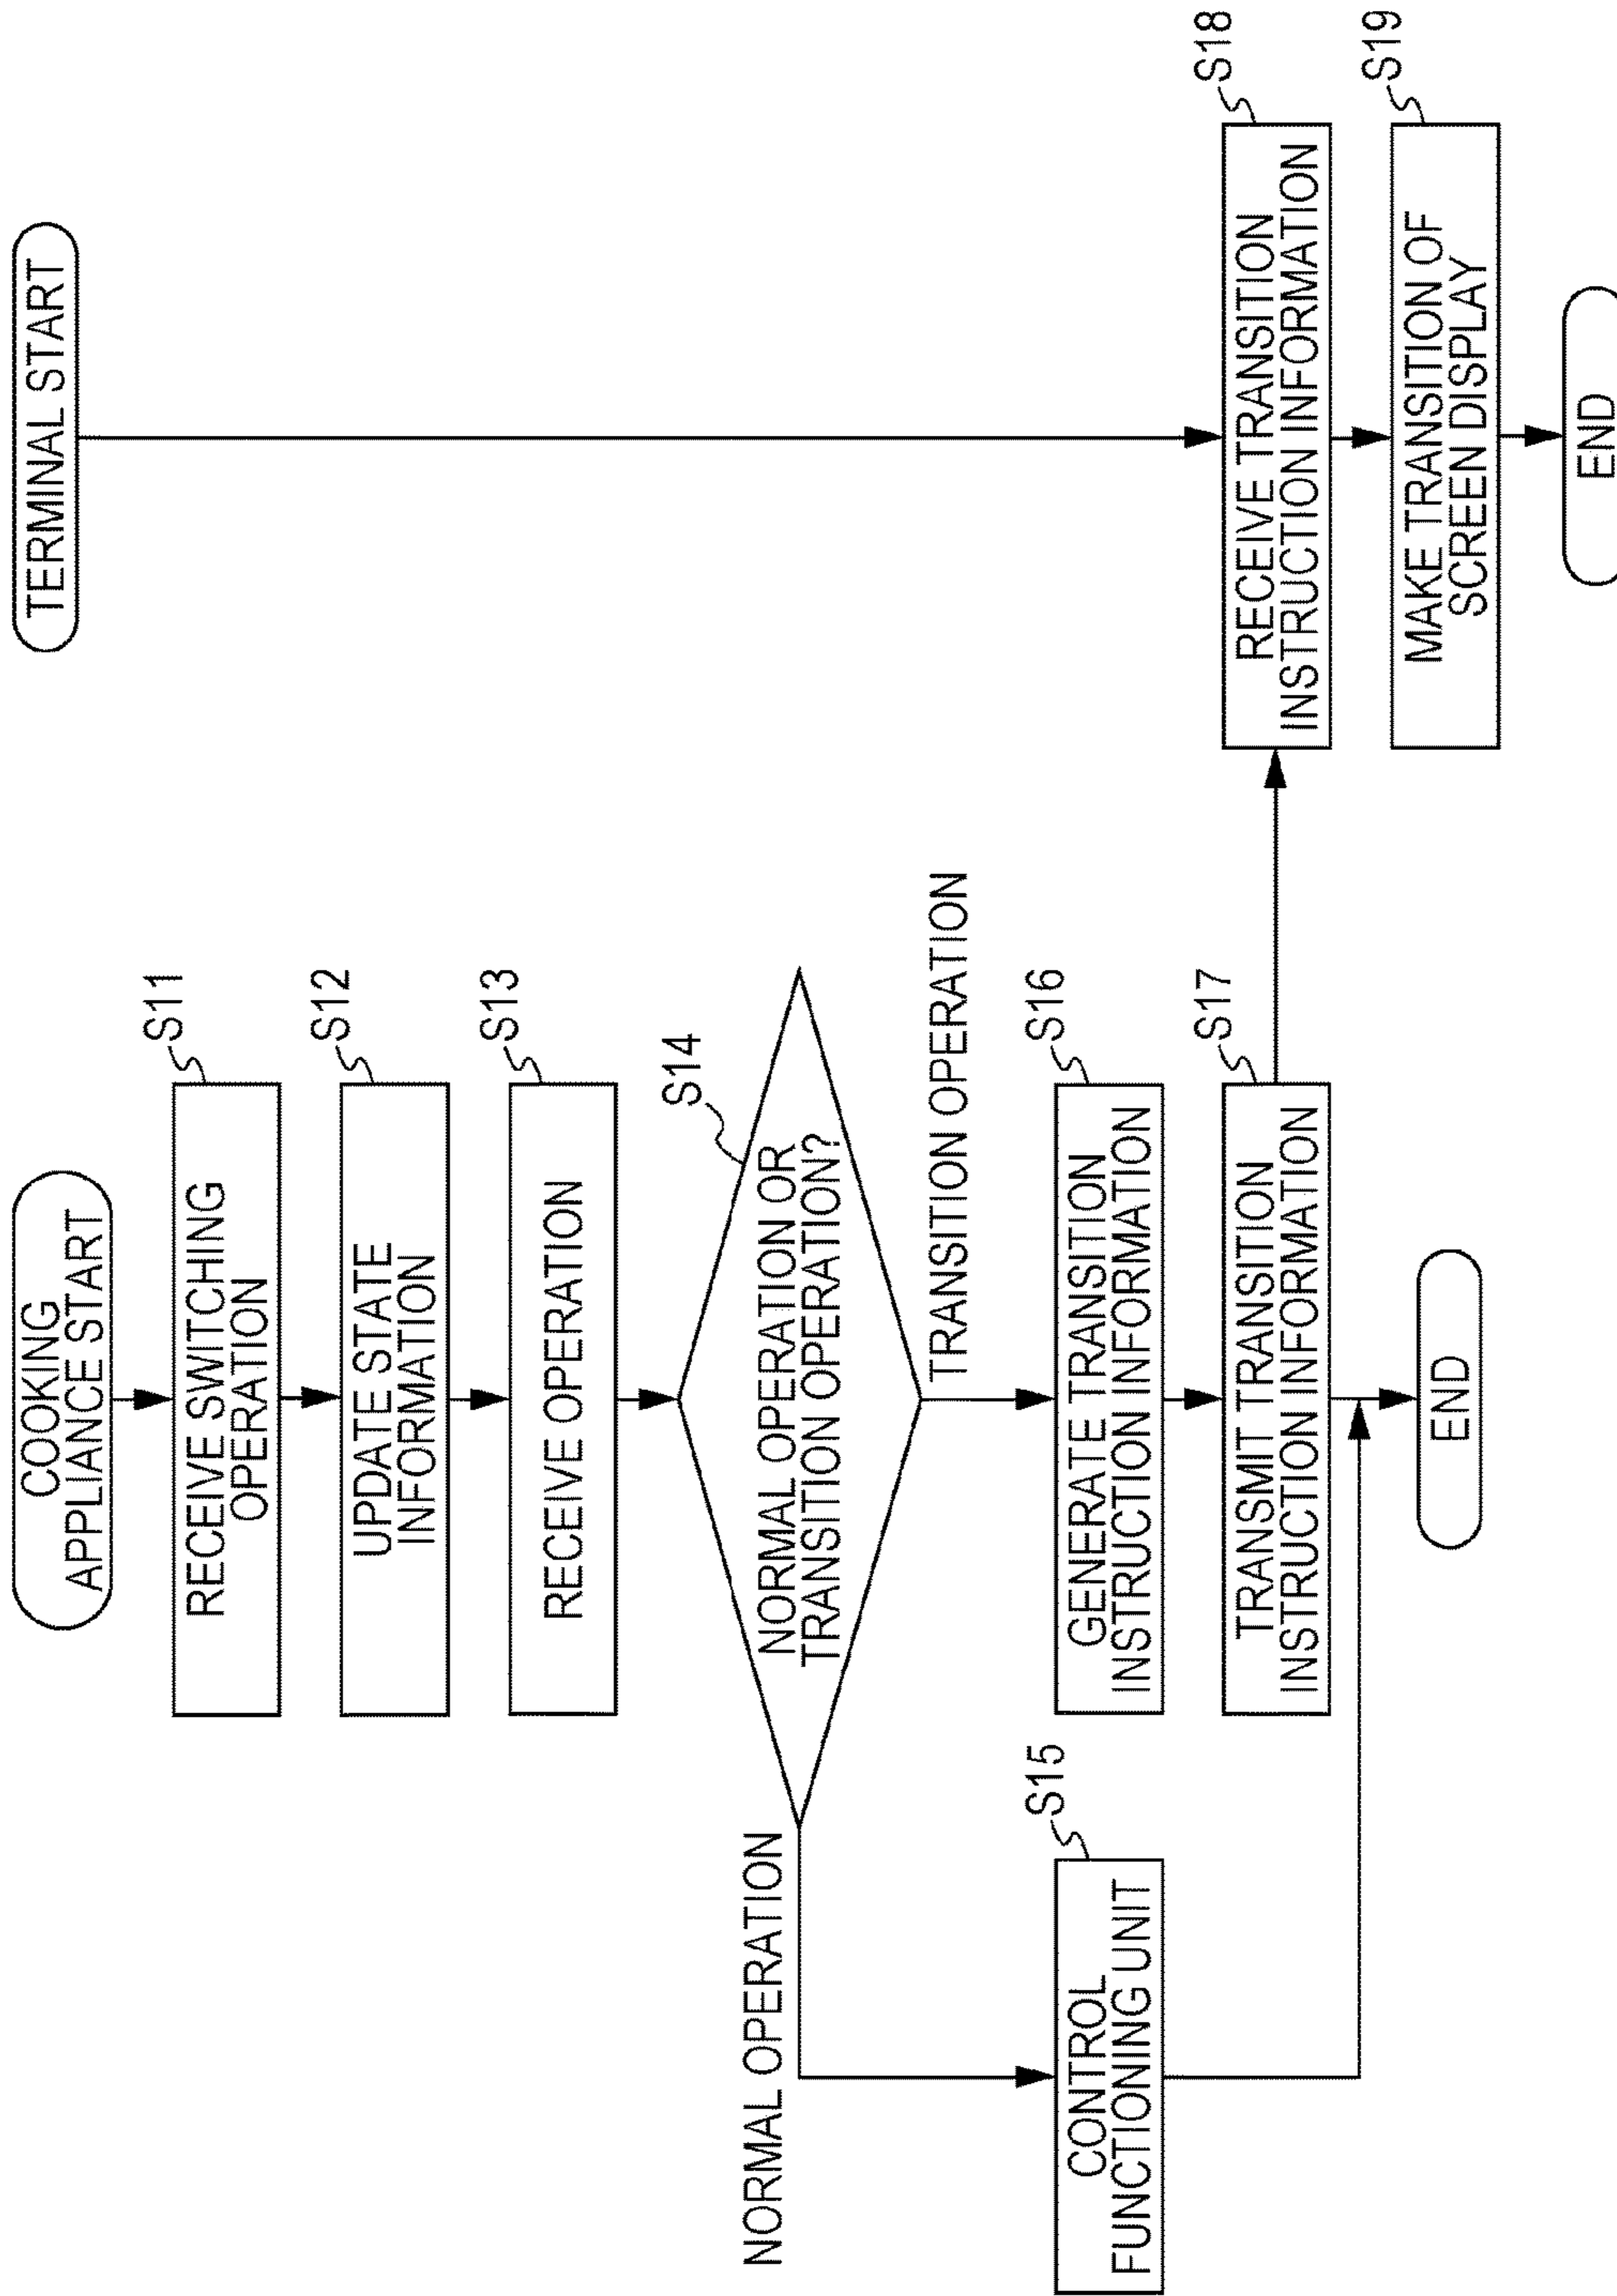 COOKING
APPLIANCE START
S11
RECEIVE SWITCHING
OPERATION
S12
UPDATE STATE
INFORMATION
S13
RECEIVE OPERATION
S14
NORMAL OPERATION OR
TRANSITION OPERATION?
NORMAL OPERATION
TRANSITION OPERATION
S15
CONTROL
FUNCTIONING UNIT
S16
GENERATE TRANSITION
INSTRUCTION INFORMATION
S17
TRANSMIT TRANSITION
INSTRUCTION INFORMATION
END
TERMINAL START
S18
RECEIVE TRANSITION
INSTRUCTION INFORMATION
S19
MAKE TRANSITION OF
SCREEN DISPLAY
END